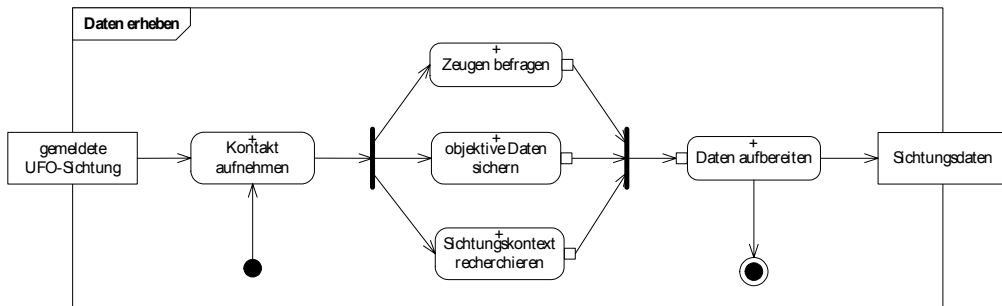 Daten erheben
+
Zeugen befragen
gemeldete
UFO-Sichtung
+
Kontakt
aufnehmen
+
objektive Daten
sichern
+
Daten aufbereiten
Sichtungsdaten
+
Sichtungskontext
recherchieren